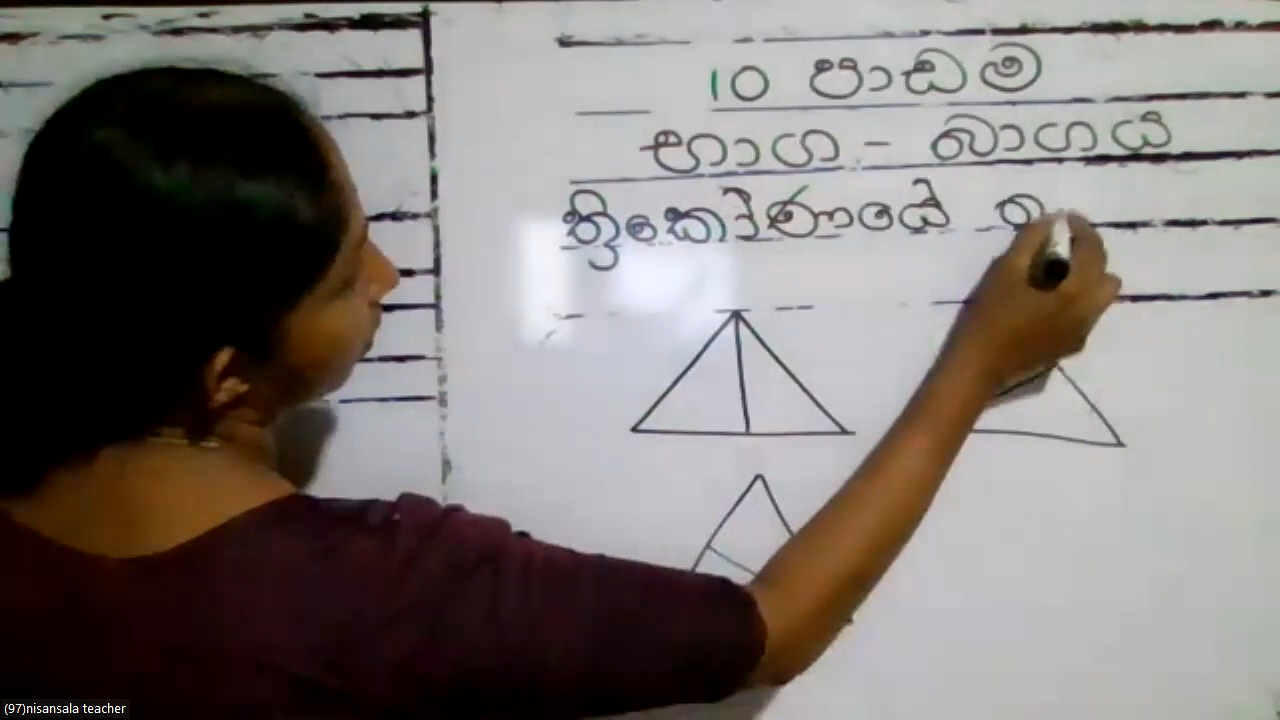 10 පාඩම
භාග - බාගය
ත්‍රිකෝණයේ
(97)nisansala teacher